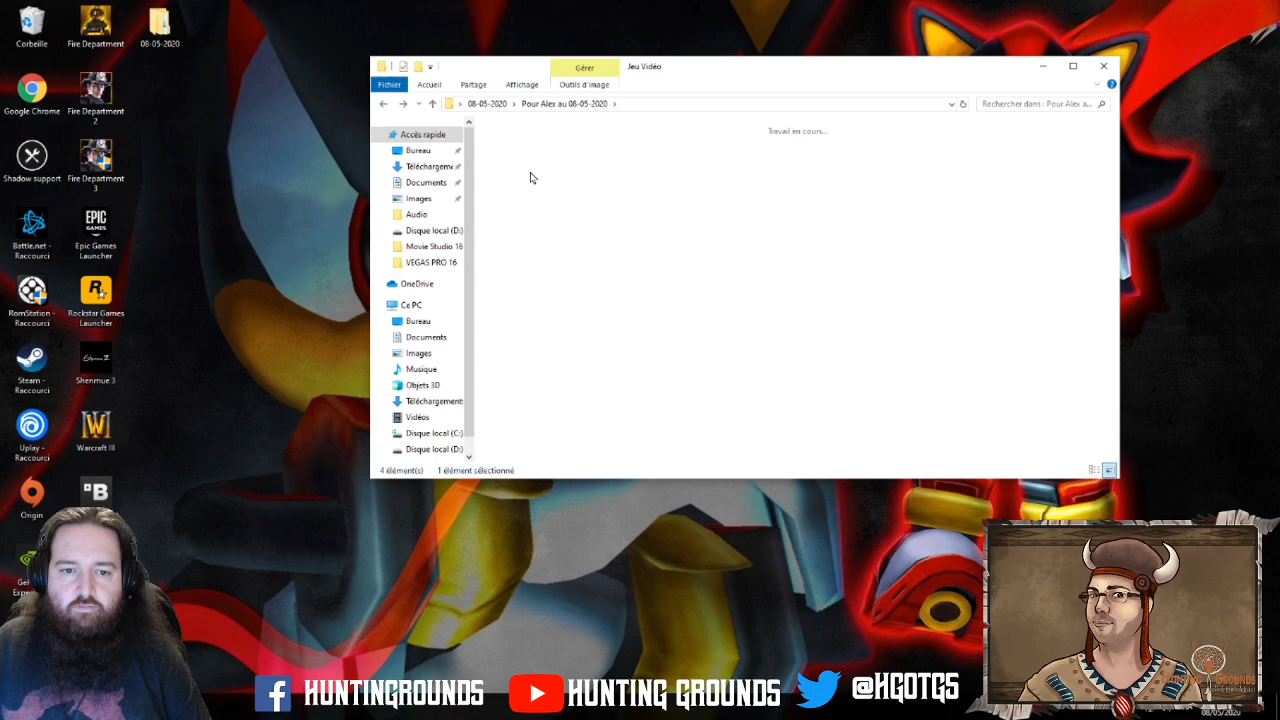 Corbeille
Fire Department
08-05-2020
Google Chrome
Fire Department
2
Shadow support
Fire Department
3
Battle.net -
Raccourci
EPIC
GAMES
Epic Games
Launcher
RomStation -
Raccourci
Rockstar Games
Launcher
Steam -
Raccourci
Shenmue 3
Uplay -
Raccourci
Warcraft III
Origin
B
Gérer
Jeu Vidéo
Fichier
Accueil
Partage
Affichage
Outils d'image
08-05-2020 > Pour Alex au 08-05-2020 >
Rechercher dans : Pour Alex a...
Travail en cours...
Accès rapide
Bureau
Téléchargeme
Documents
Images
Audio
Disque local (D:)
Movie Studio 16
VEGAS PRO 16
OneDrive
Ce PC
Bureau
Documents
Images
Musique
Objets 3D
Téléchargements
Vidéos
Disque local (C:)
Disque local (D:)
4 élément(s)
1 élément sélectionné
HUNTINGROUNDS
HUNTING GROUNDS
@HGOTG5
08/05/2020